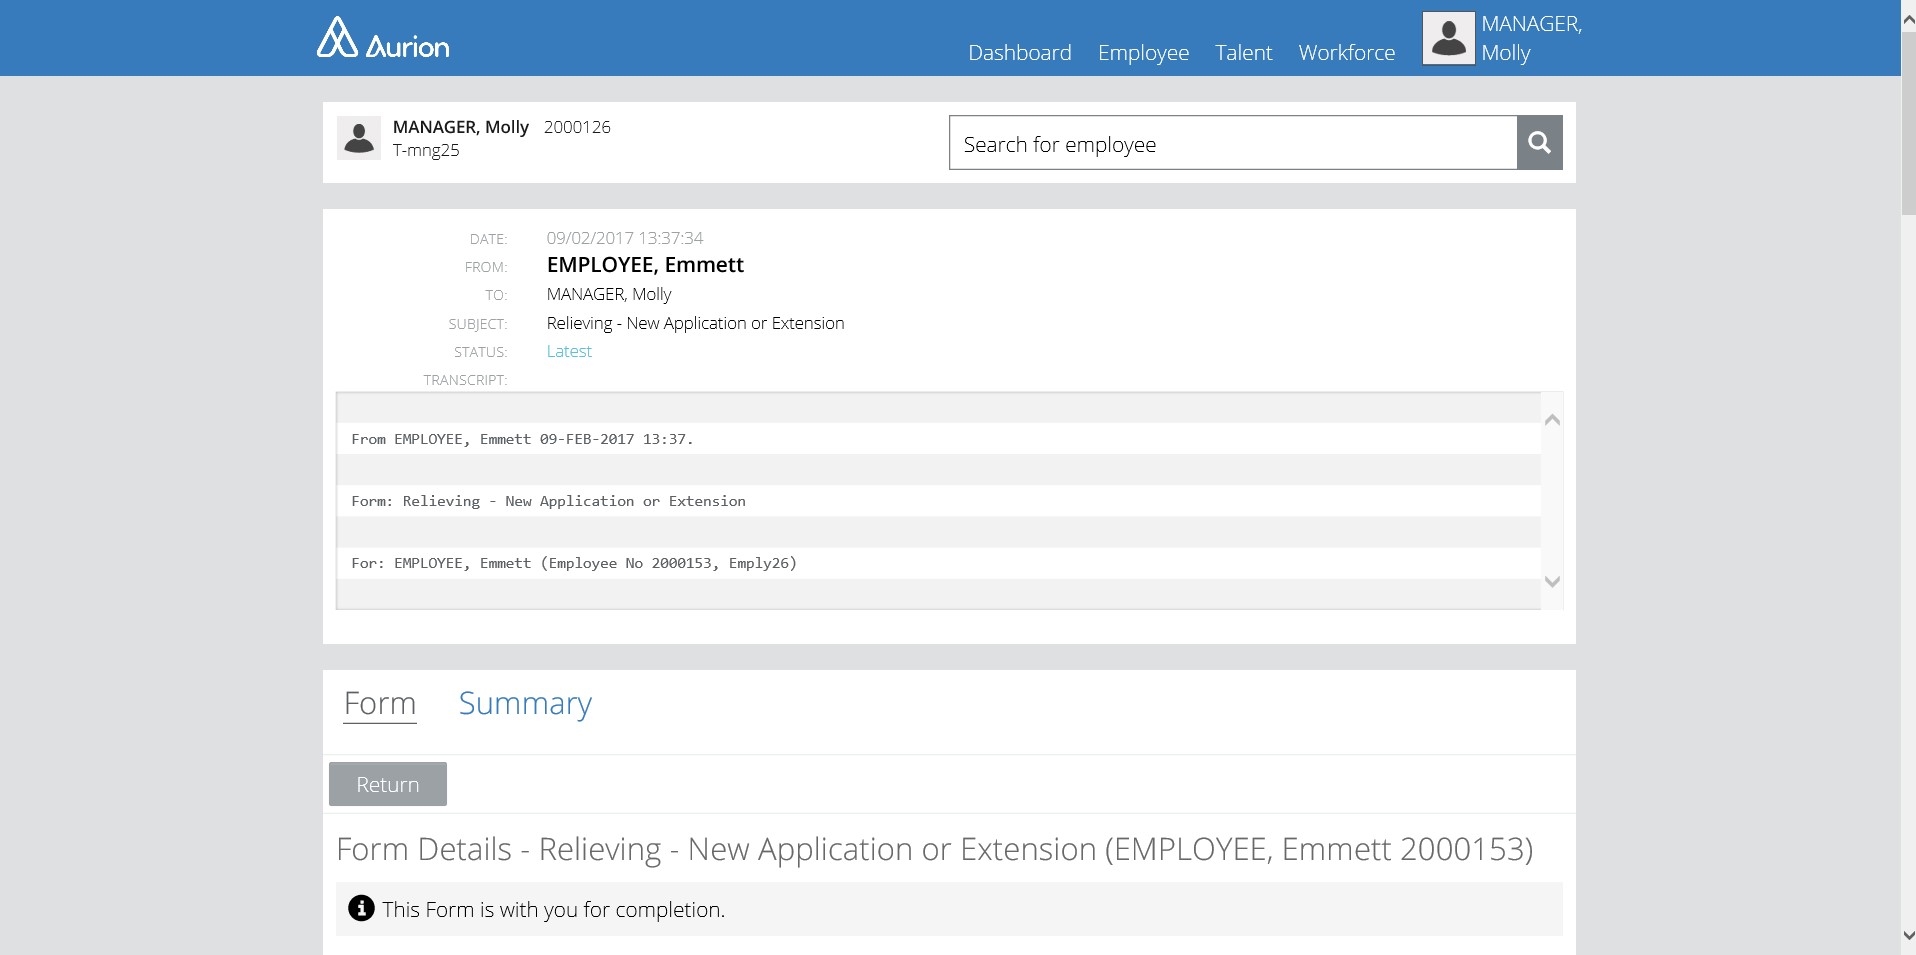 Aurion
Dashboard Employee Talent Workforce MANAGER, Molly
MANAGER, Molly 2000126
T-mng25
Search for employee
DATE: 09/02/2017 13:37:34
FROM: EMPLOYEE, Emmett
TO: MANAGER, Molly
SUBJECT: Relieving - New Application or Extension
STATUS: Latest
TRANSCRIPT:
From EMPLOYEE, Emmett 09-FEB-2017 13:37.
Form: Relieving - New Application or Extension
For: EMPLOYEE, Emmett (Employee No 2000153, Emply26)
Form Summary
Return
Form Details - Relieving - New Application or Extension (EMPLOYEE, Emmett 2000153)
This Form is with you for completion.